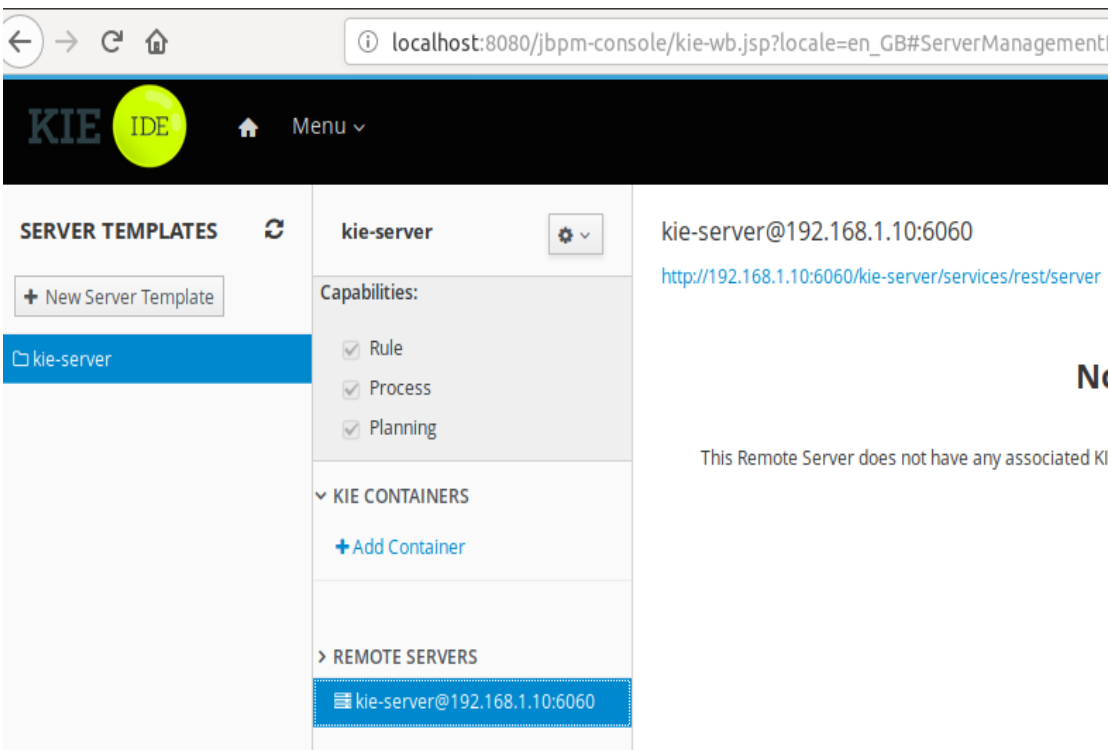 localhost:8080/jbpm-console/kie-wb.jsp?locale=en_GB#ServerManagement
KIE IDE
Menu
SERVER TEMPLATES
+ New Server Template
kie-server
kie-server
Capabilities:
Rule
Process
Planning
KIE CONTAINERS
+ Add Container
REMOTE SERVERS
kie-server@192.168.1.10:6060
kie-server@192.168.1.10:6060
http://192.168.1.10:6060/kie-server/services/rest/server
This Remote Server does not have any associated